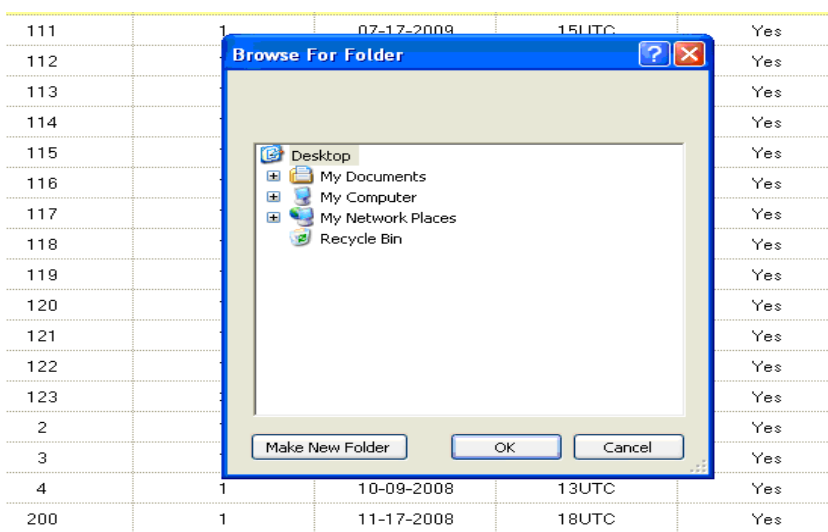 111 1 07-17-2009 15UTC Yes
Browse For Folder
112 Yes
113 Yes
114 Yes
115 Desktop Yes
116 My Documents Yes
My Computer
117 My Network Places Yes
118 Recycle Bin Yes
119 Yes
120 Yes
121 Yes
122 Yes
123 Yes
2 Yes
Make New Folder OK Cancel
3 Yes
4 1 10-09-2008 13UTC Yes
200 1 11-17-2008 18UTC Yes